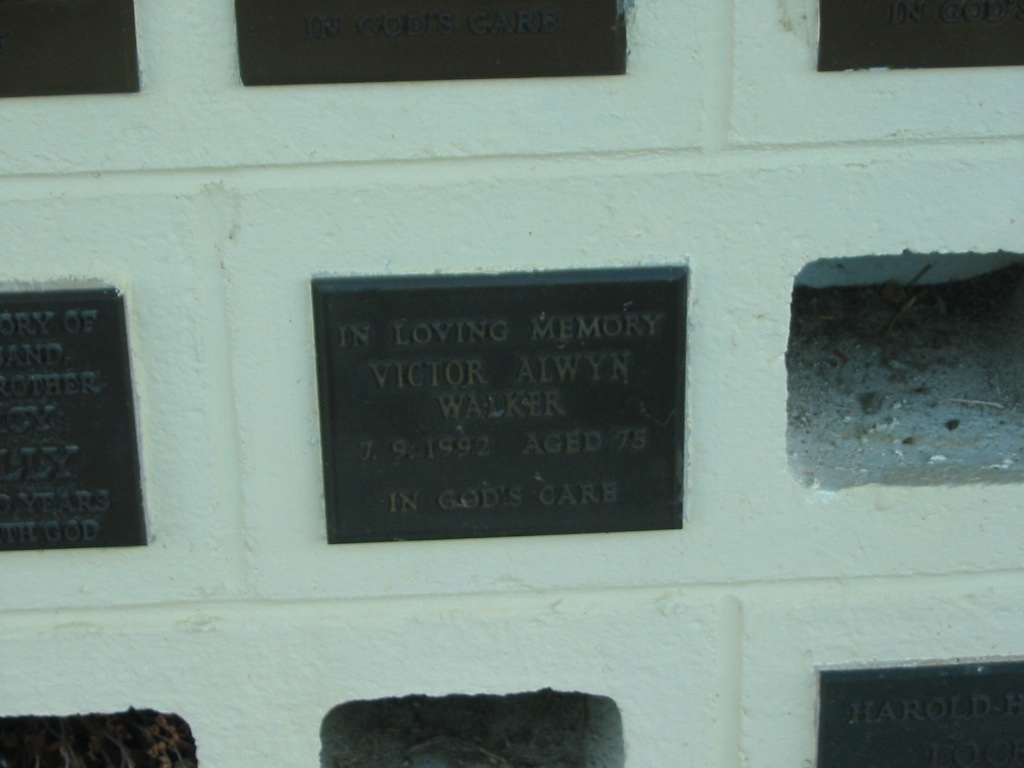 IN GOD'S CARE
IN GOD'S
ORY OF
AND
ROTHER
LLY
YEARS
TH GOD
IN LOVING MEMORY
VICTOR ALWYN
WALKER
7. 9. 1992 AGED 75
IN GOD'S CARE
HAROLD H